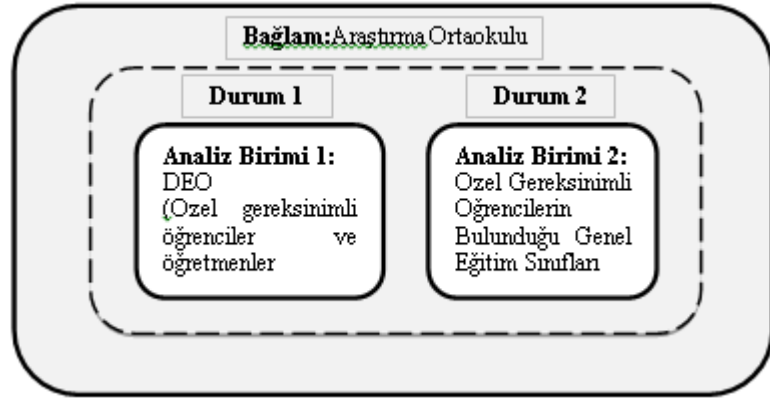 Bağlam:Araştırma Ortaokulu
Durum 1
Durum 2
Analiz Birimi 1:
DEO
(Ozel gereksinimli
öğrenciler ve
öğretmenler
Analiz Birimi 2:
Ozel Gereksinimli
Oğrencilerin
Bulunduğu Genel
Eğitim Sınıfları